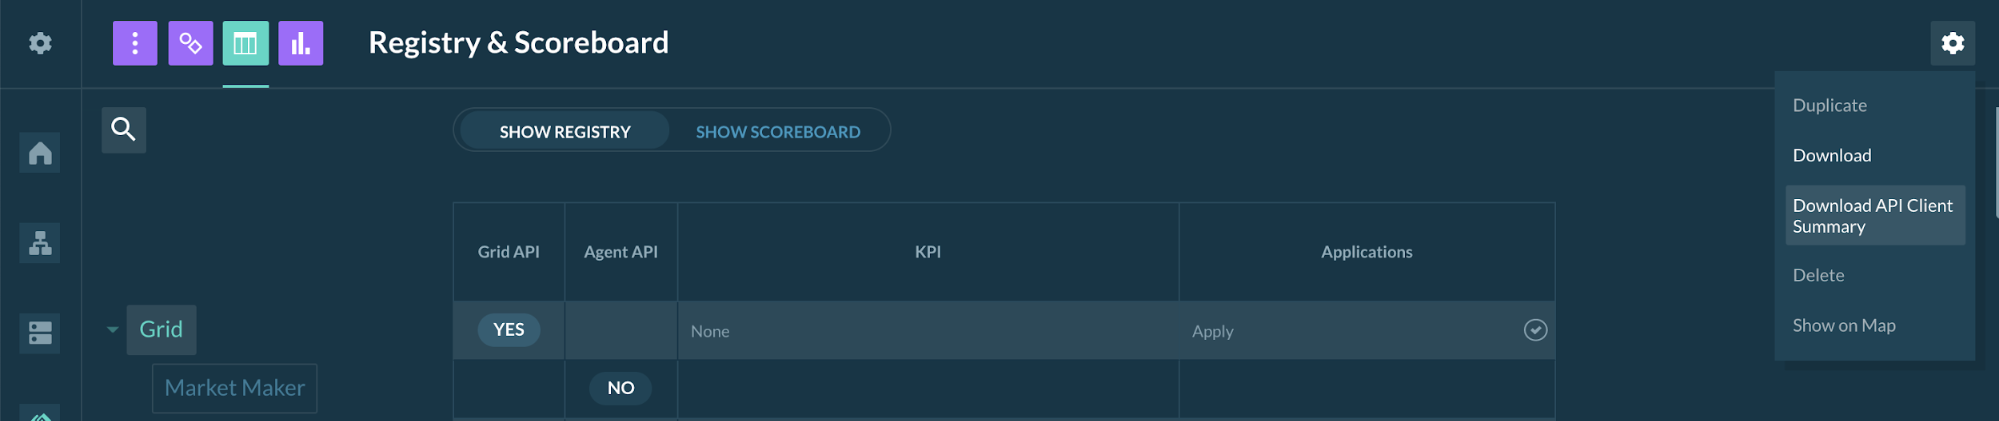 Registry & Scoreboard
Duplicate
Download
Download API Client
Summary
Delete
Show on Map
SHOW REGISTRY
SHOW SCOREBOARD
Grid API
Agent API
KPI
Applications
Grid
YES
None
Apply
Market Maker
NO